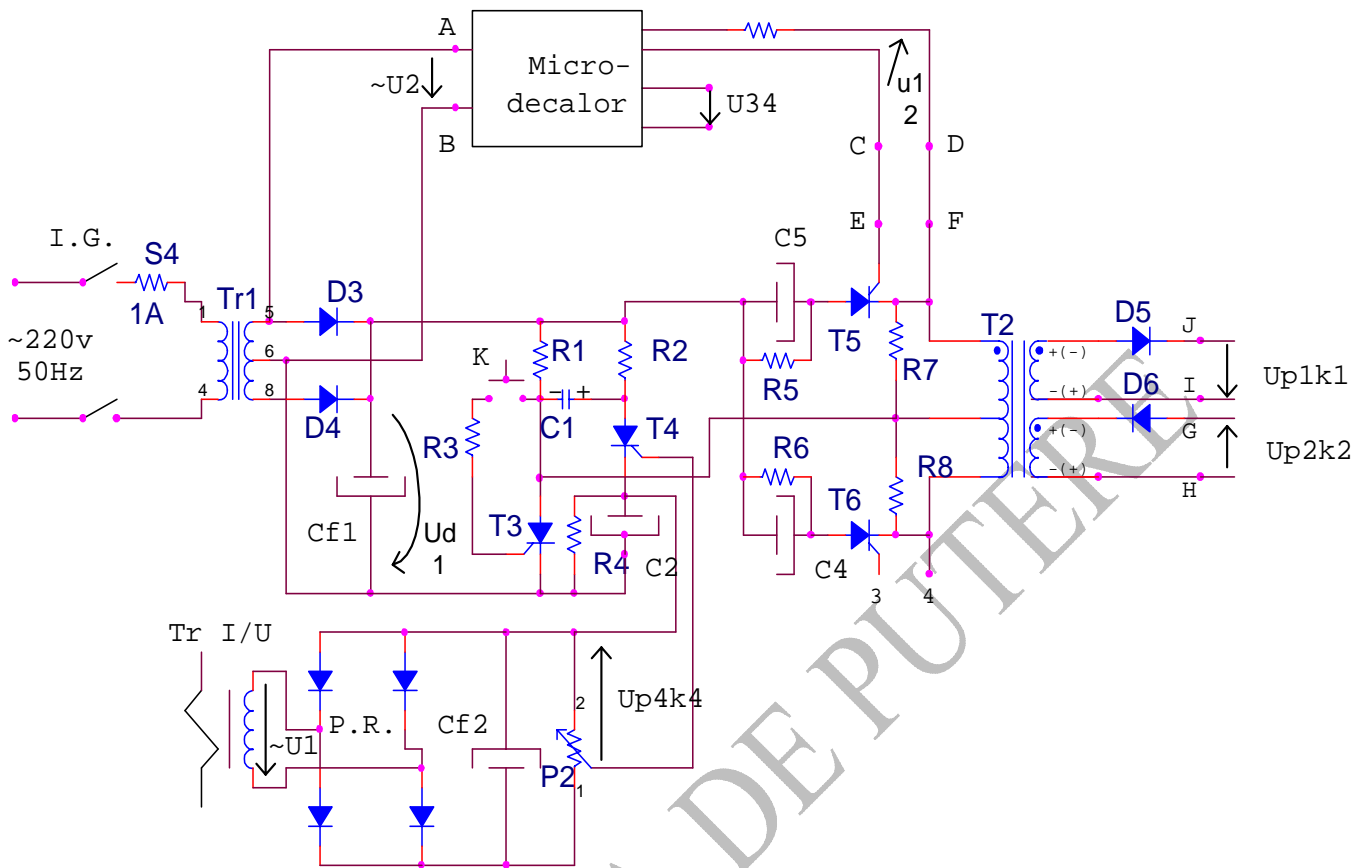 A
~U2
B
Micro-
decalor
U34
u1
2
C
D
E
F
I.G.
S4
1A
~220v
50Hz
Tr1
1
4
5
6
8
D3
D4
Cf1
Ud
1
K
R1
R2
R3
- +
C1
T4
T3
R4
C2
C5
R5
T5
R7
R6
T6
R8
C4
3
4
T2
+(-)
-(+)
+(-)
-(+)
D5
D6
J
I
G
H
Up1k1
Up2k2
Tr I/U
~U1
P.R.
Cf2
P2
2
1
Up4k4
A DE PUTERE